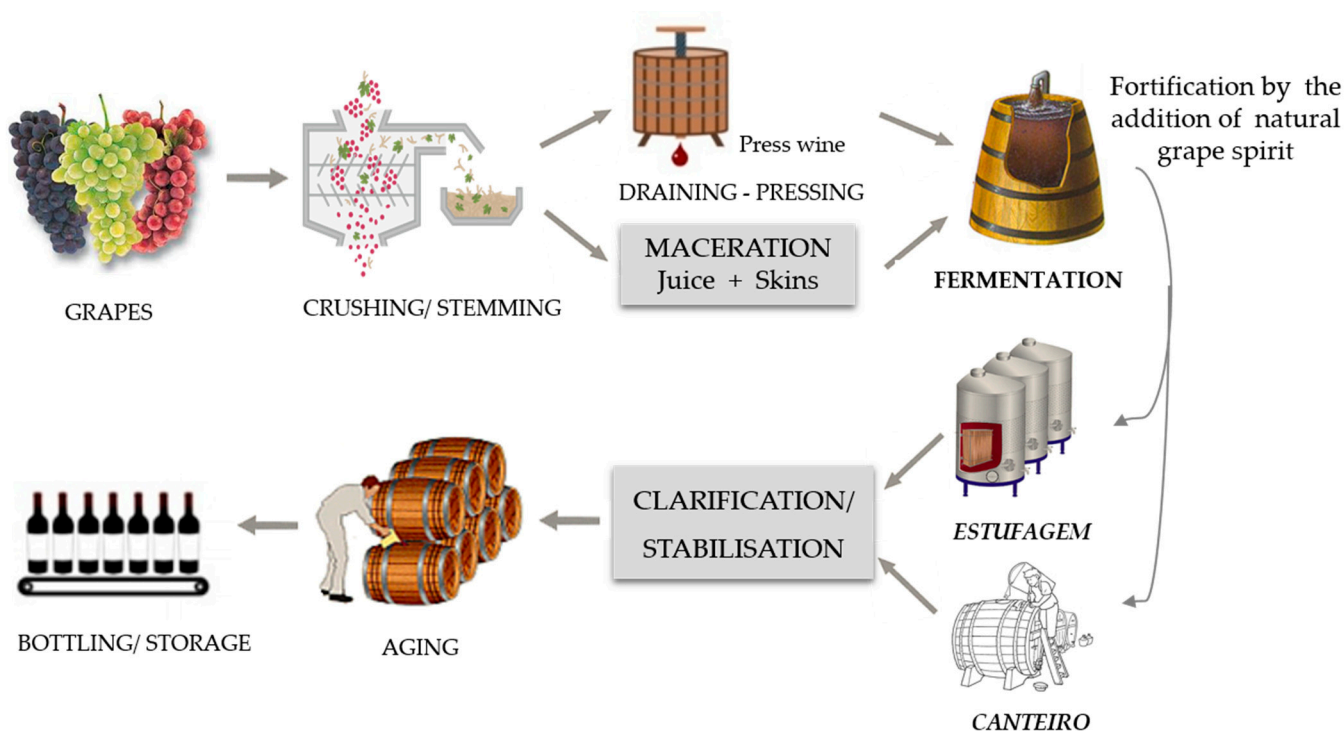 Fortification by the
addition of natural
grape spirit
Press wine
DRAINING - PRESSING
MACERATION
Juice + Skins
GRAPES
CRUSHING/ STEMMING
FERMENTATION
ESTUFAGEM
CLARIFICATION/
STABILISATION
BOTTLING/ STORAGE
AGING
CANTEIRO